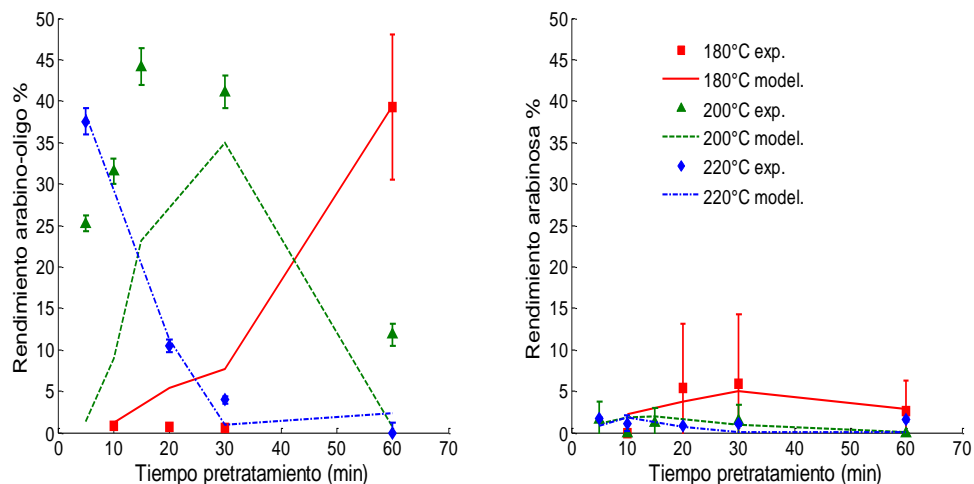 Rendimiento arabino-oligo %
50
45
40
35
30
25
20
15
10
5
0
0 10 20 30 40 50 60 70
Tiempo pretratamiento (min)
Rendimiento arabinosa %
50
45
40
35
30
25
20
15
10
5
0
180°C exp.
180°C model.
200°C exp.
200°C model.
220°C exp.
220°C model.
0 10 20 30 40 50 60 70
Tiempo pretratamiento (min)